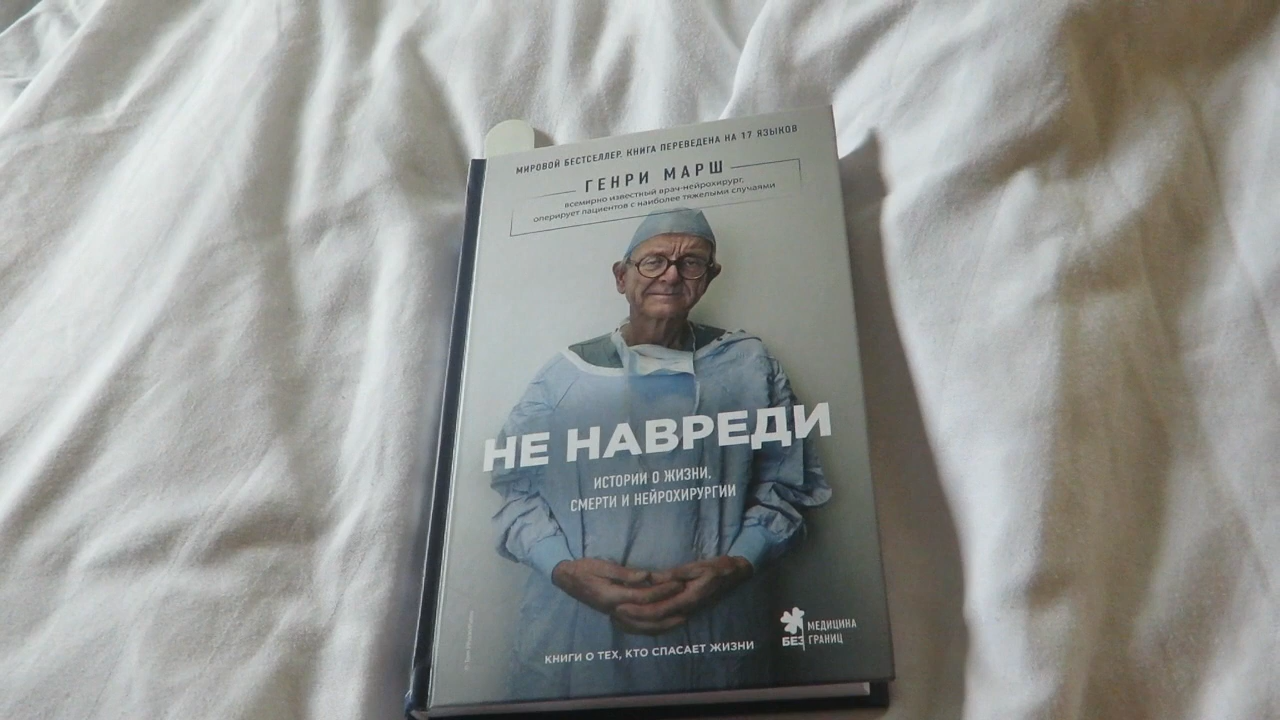 МИРОВОЙ БЕСТСЕЛЛЕР. КНИГА ПЕРЕВЕДЕНА НА 17 ЯЗЫКОВ
ГЕНРИ МАРШ
всемирно известный врач-нейрохирург,
оперирует пациентов с наиболее тяжелыми случаями
НЕ НАВРЕДИ
ИСТОРИИ О ЖИЗНИ,
СМЕРТИ И НЕЙРОХИРУРГИИ
КНИГИ О ТЕХ, КТО СПАСАЕТ ЖИЗНИ
МЕДИЦИНА
БЕЗ ГРАНИЦ